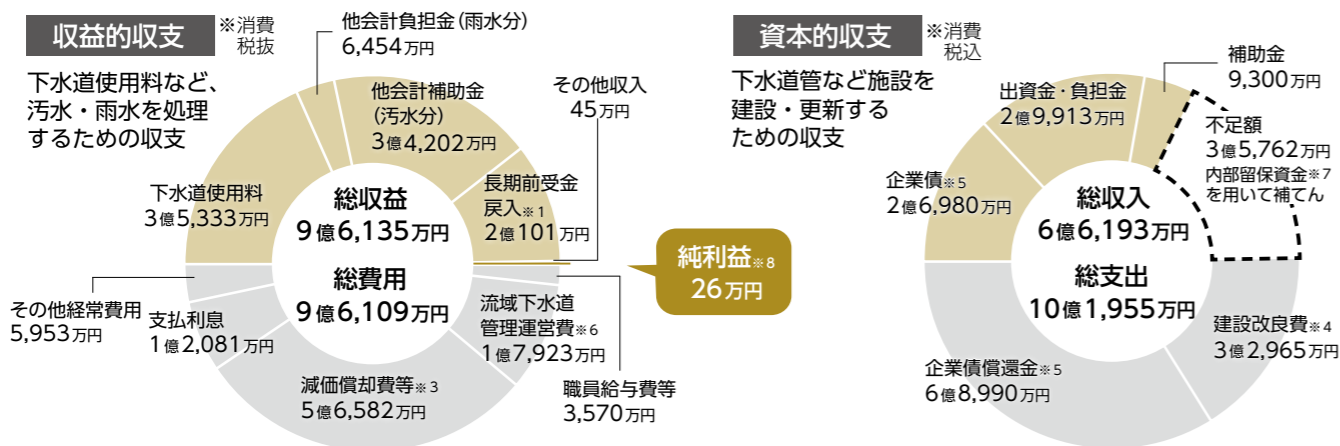 収益的収支
※消費
税抜
下水道使用料など、
汚水・雨水を処理
するための収支
他会計負担金（雨水分）
6,454万円
他会計補助金
（汚水分）
3億4,202万円
その他収入
45万円
下水道使用料
3億5,333万円
長期前受金
戻入※1
2億101万円
総収益
9億6,135万円
総費用
9億6,109万円
純利益※8
26万円
その他経常費用
5,953万円
支払利息
1億2,081万円
減価償却費等※3
5億6,582万円
流域下水道
管理運営費※6
1億7,923万円
職員給与費等
3,570万円
資本的収支
※消費
税込
下水道管など施設を
建設・更新する
ための収支
補助金
9,300万円
出資金・負担金
2億9,913万円
不足額
3億5,762万円
内部留保資金※7
を用いて補てん
企業債※5
2億6,980万円
総収入
6億6,193万円
総支出
10億1,955万円
建設改良費※4
3億2,965万円
企業債償還金※5
6億8,990万円